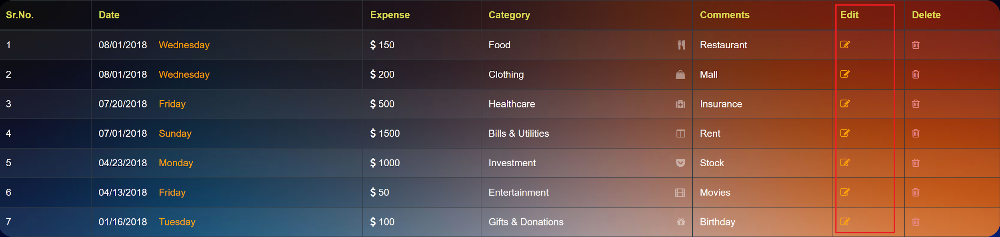 Sr.No. Date Expense Category Comments Edit Delete
1 08/01/2018 Wednesday $ 150 Food Restaurant
2 08/01/2018 Wednesday $ 200 Clothing Mall
3 07/20/2018 Friday $ 500 Healthcare Insurance
4 07/01/2018 Sunday $ 1500 Bills & Utilities Rent
5 04/23/2018 Monday $ 1000 Investment Stock
6 04/13/2018 Friday $ 50 Entertainment Movies
7 01/16/2018 Tuesday $ 100 Gifts & Donations Birthday